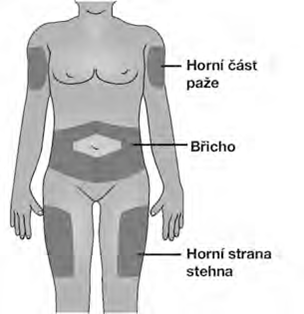 Horní část
paže
Břicho
Horní strana
stehna